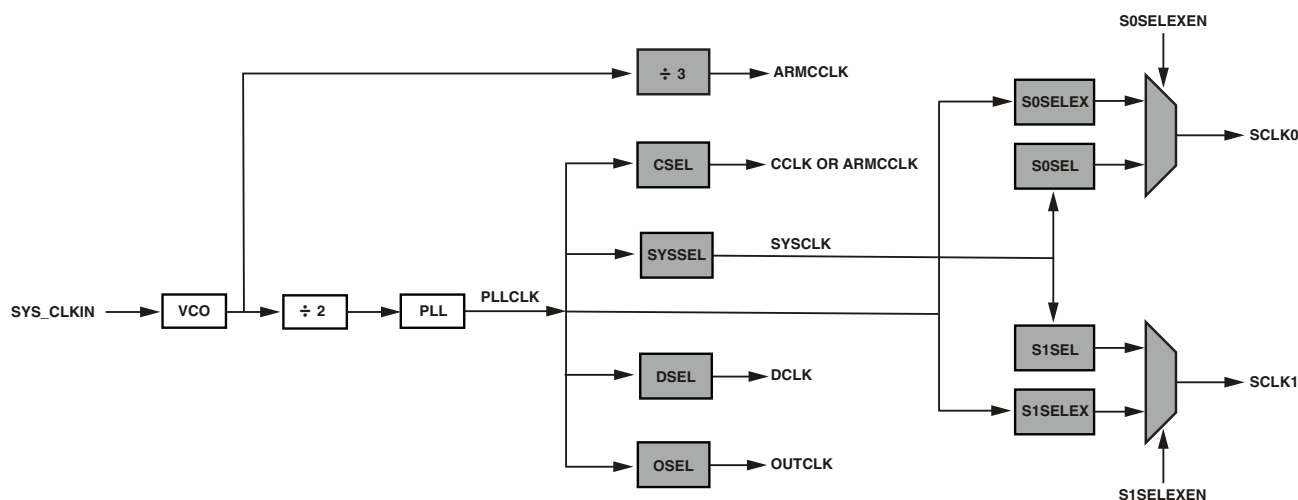 S0SELEXEN
÷ 3
ARMCCLK
S0SELEX
SCLK0
CSEL
CCLK OR ARMCCLK
S0SEL
SYSSEL
SYSCLK
SYS_CLKIN
VCO
÷ 2
PLL
PLLCLK
S1SEL
DSEL
DCLK
SCLK1
S1SELEX
OSEL
OUTCLK
S1SELEXEN